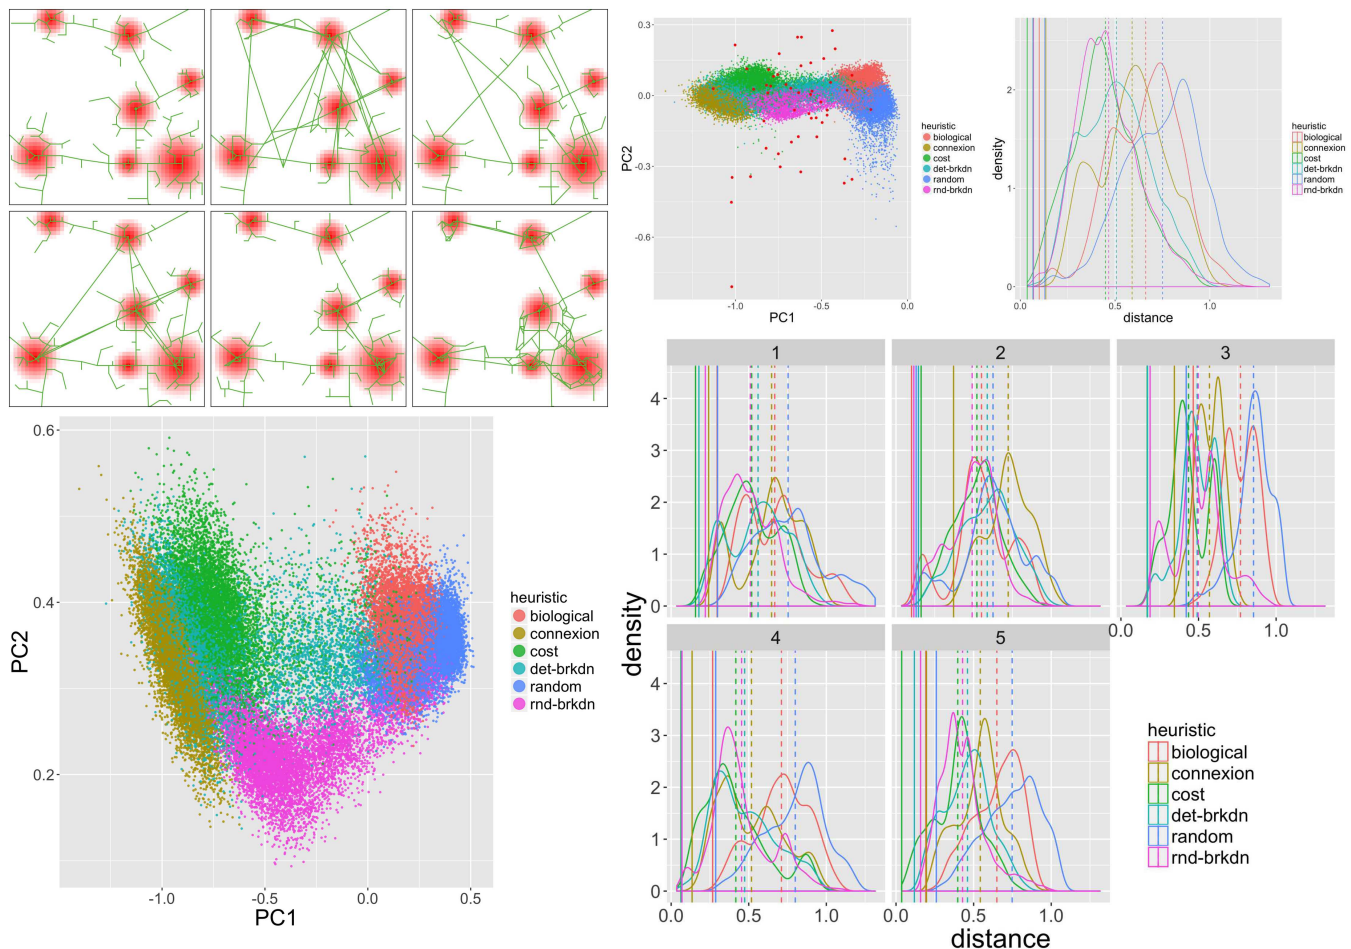 0.3
0.0
-0.3
-0.6
PC2
-1.0
-0.5
0.0
PC1
heuristic
biological
connexion
cost
det-brkdn
random
rnd-brkdn
2
1
0
density
0.0
0.5
1.0
distance
heuristic
biological
connexion
cost
det-brkdn
random
rnd-brkdn
0.6
0.4
0.2
PC2
-1.0
-0.5
0.0
0.5
PC1
heuristic
biological
connexion
cost
det-brkdn
random
rnd-brkdn
1
2
3
4
3
2
1
0
0.0
0.5
1.0
4
5
4
3
2
1
0
density
0.0
0.5
1.0
0.0
0.5
1.0
distance
heuristic
biological
connexion
cost
det-brkdn
random
rnd-brkdn